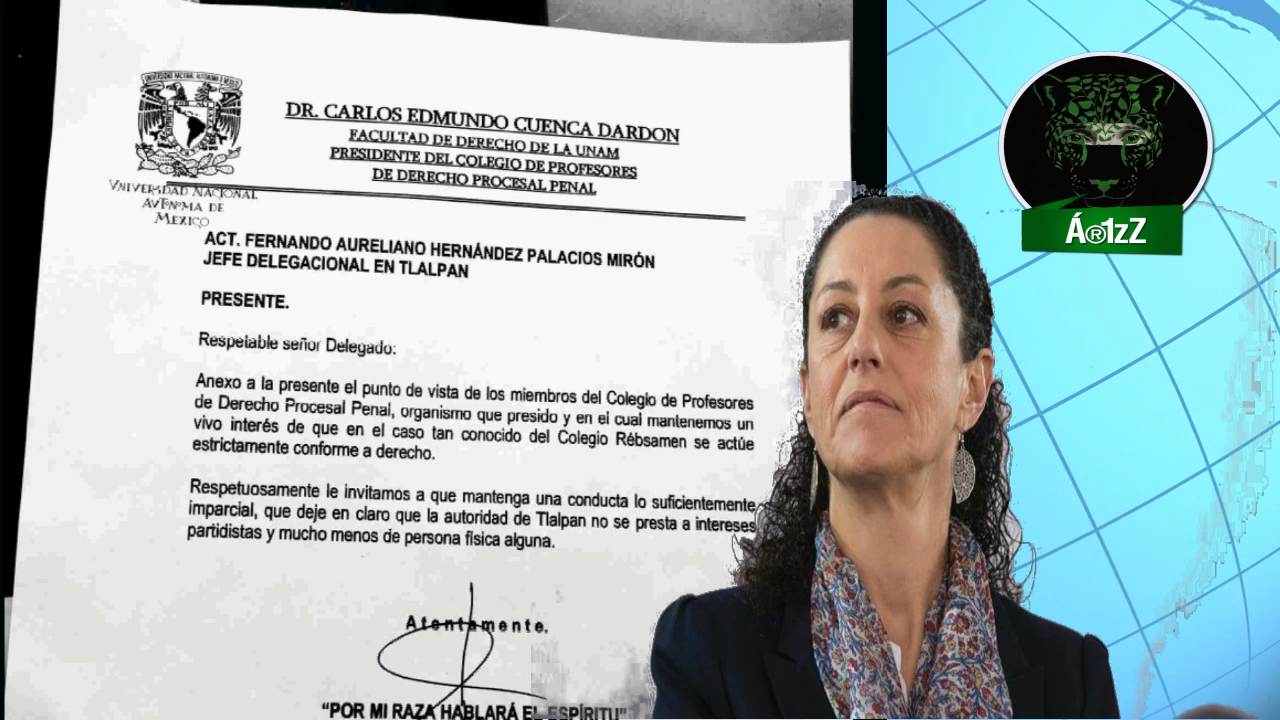 UNIVERSIDAD NACIONAL
AVTONOMA DE
MEXICO
DR. CARLOS EDMUNDO CUENCA DARDON
FACULTAD DE DERECHO DE LA UNAM
PRESIDENTE DEL COLEGIO DE PROFESORES
DE DERECHO PROCESAL PENAL
ACT. FERNANDO AURELIANO HERNÁNDEZ PALACIOS MIRÓN
JEFE DELEGACIONAL EN TLALPAN
PRESENTE.
Respetable señor Delegado:
Anexo a la presente el punto de vista de los miembros del Colegio de Profesores
de Derecho Procesal Penal, organismo que presido y en el cual mantenemos un
vivo interés de que en el caso tan conocido del Colegio Rébsamen se actúe
estrictamente conforme a derecho.
Respetuosamente le invitamos a que mantenga una conducta lo suficientemente
imparcial, que deje en claro que la autoridad de Tlalpan no se presta a intereses
partidistas y mucho menos de persona física alguna.
Atentamente.
“POR MI RAZA HABLARÁ EL ESPÍRITU”
Á®1zZ